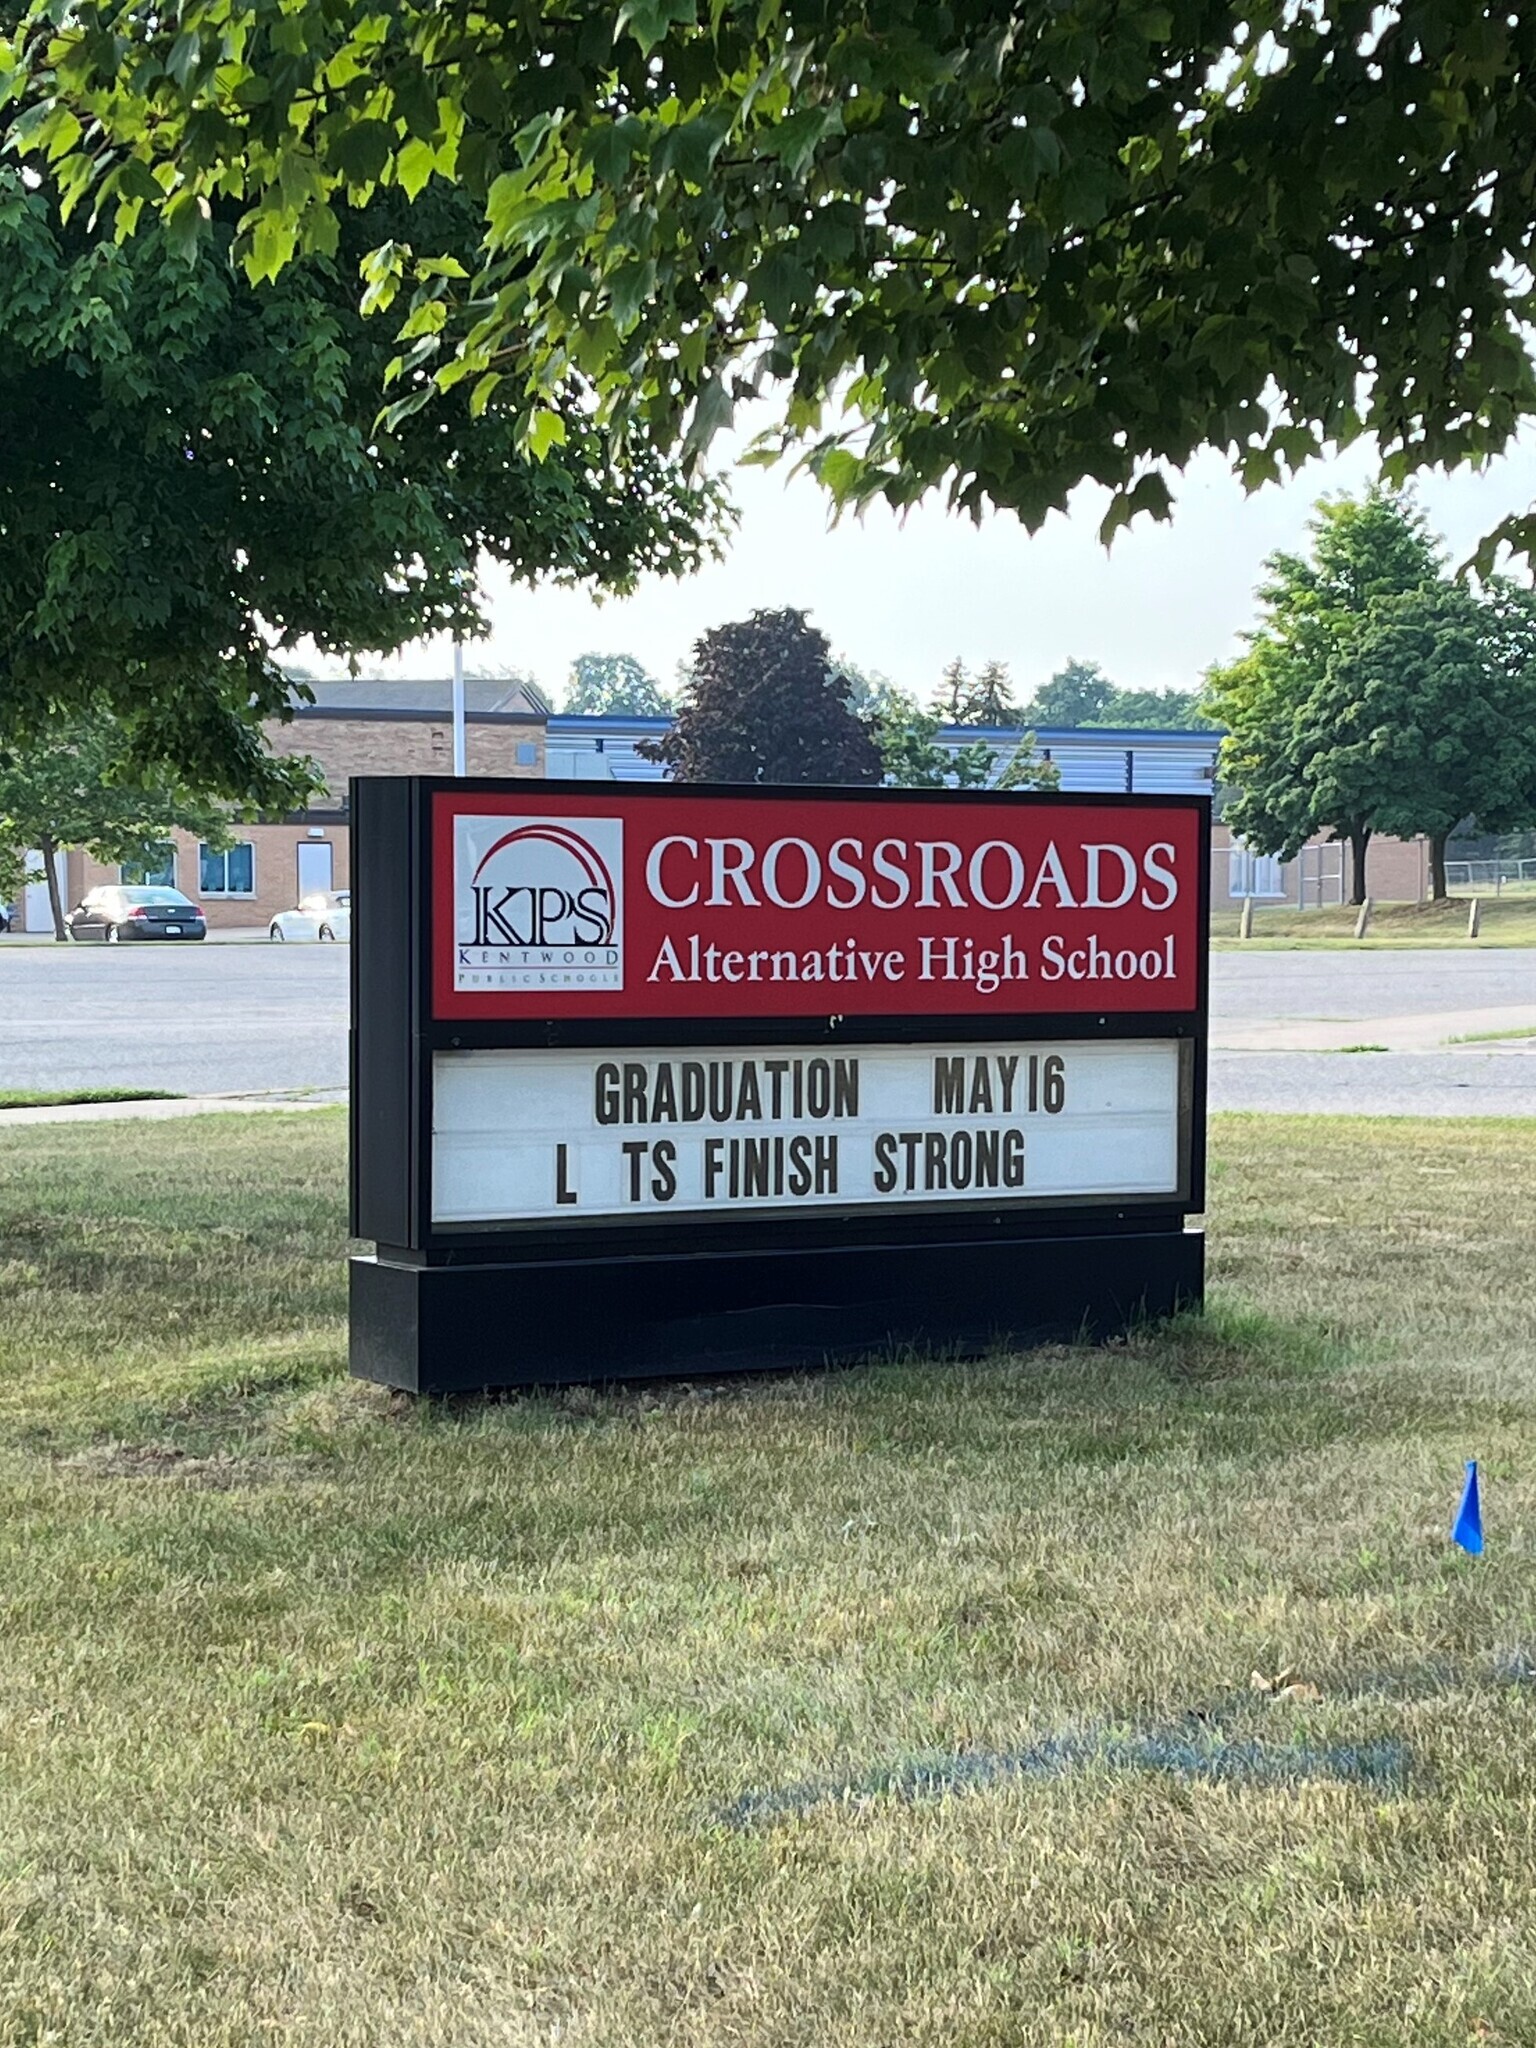 KPS
KENTWOOD
PUBLIC SCHOOLS
CROSSROADS
Alternative High School
GRADUATION MAY 16
L TS FINISH STRONG